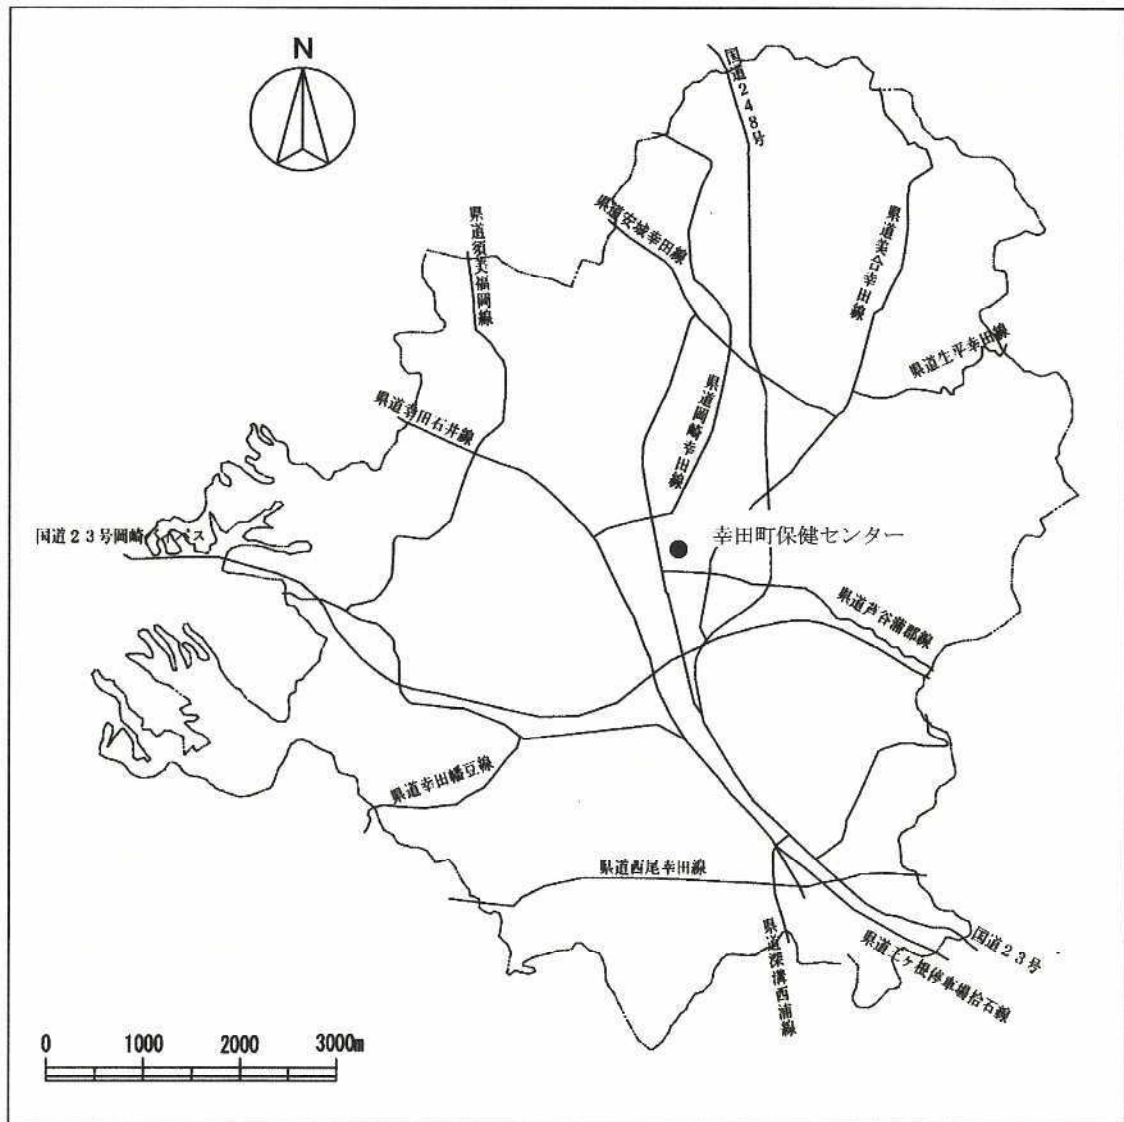 N
国道248号
県道安城幸田線
県道須美福岡線
県道美合幸田線
県道生平幸田線
県道岡崎幸田線
県道幸田石井線
国道23号岡崎バイパス
幸田町保健センター
県道芦谷蒲郡線
県道幸田幡豆線
県道西尾幸田線
国道23号
県道三ヶ根停車場拾石線
県道深溝西浦線
0 1000 2000 3000m